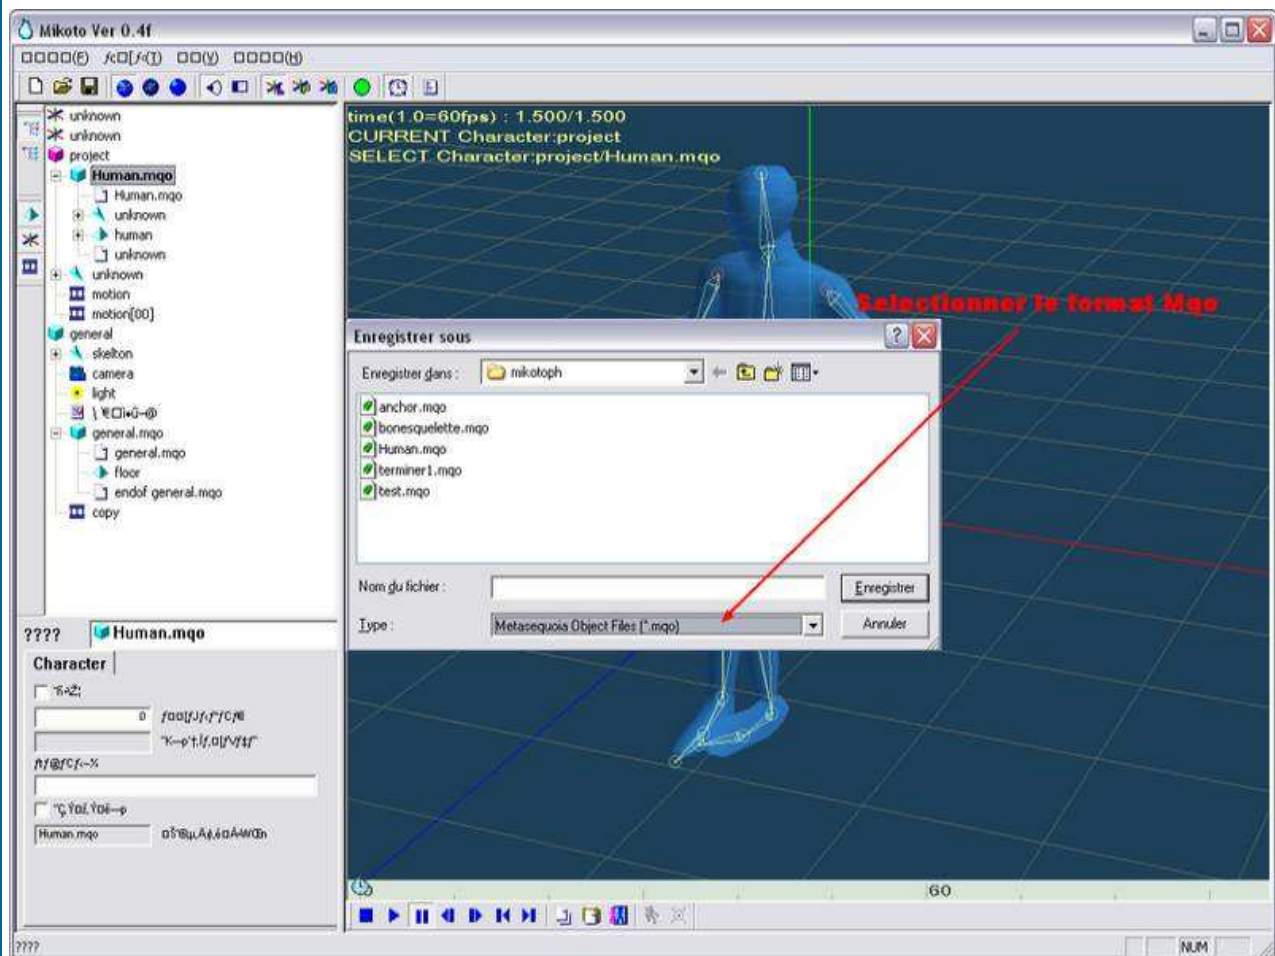 Mikoto Ver 0.4f
□□□□(F) ƒc□[ƒ‹(T) □□(V) □□□□(H)
unknown
unknown
project
Human.mqo
Human.mqo
unknown
human
unknown
unknown
motion
motion[00]
general
skelton
camera
light
general.mqo
general.mqo
floor
endof general.mqo
copy
time(1.0=60fps) : 1.500/1.500
CURRENT Character:project
SELECT Character:project/Human.mqo
Selectionner le format Mqo
Enregistrer sous
Enregistrer dans :
mikotoph
anchor.mqo
bonesquelette.mqo
Human.mqo
terminer1.mqo
test.mqo
Nom du fichier :
Enregistrer
Type :
Metasequoia Object Files (*.mqo)
Annuler
???? Human.mqo
Character
0
Human.mqo
60
????
NUM